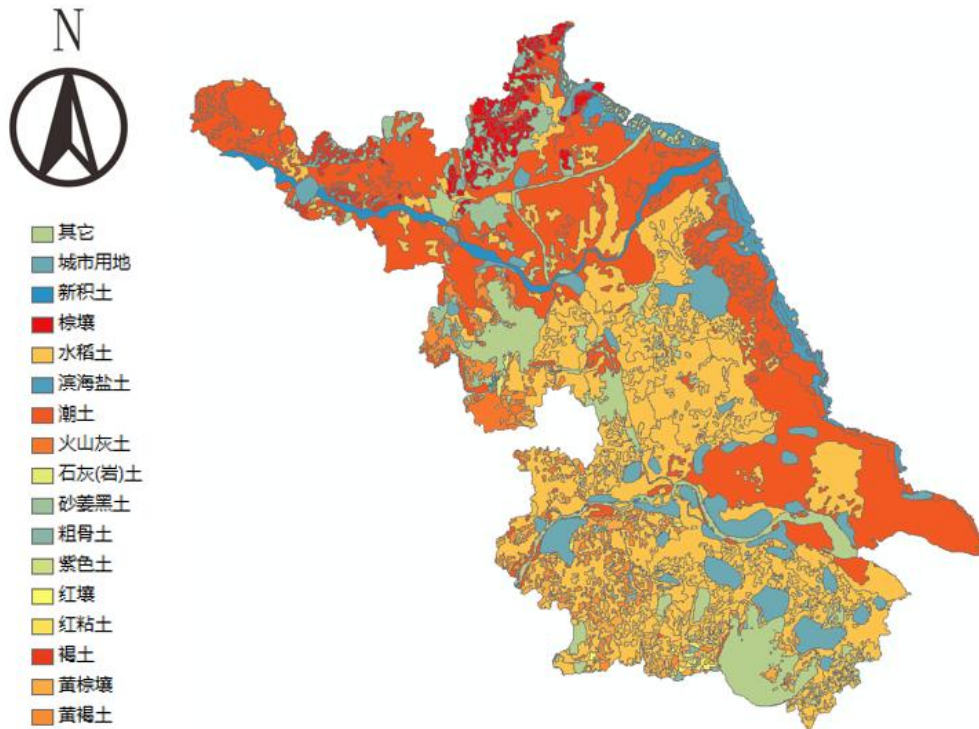 N
其它
城市用地
新积土
棕壤
水稻土
滨海盐土
潮土
火山灰土
石灰(岩)土
砂姜黑土
粗骨土
紫色土
红壤
红粘土
褐土
黄棕壤
黄褐土